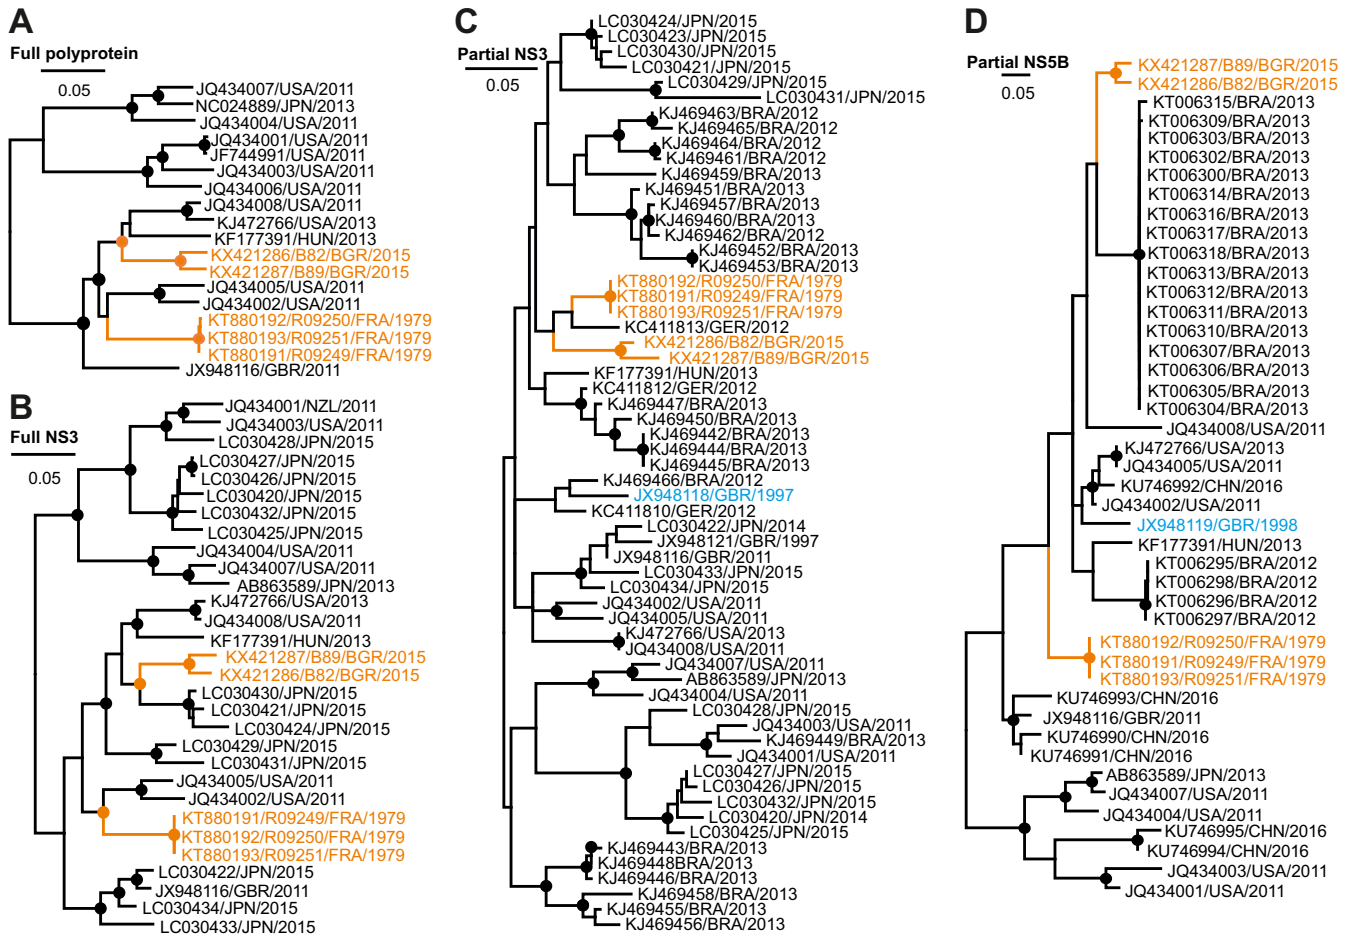 A
Full polyprotein
0.05
JQ434007/USA/2011
NC024889/JPN/2013
JQ434004/USA/2011
JQ434001/USA/2011
JF744991/USA/2011
JQ434003/USA/2011
JQ434006/USA/2011
JQ434008/USA/2011
KJ472766/USA/2013
KF177391/HUN/2013
KX421286/B82/BGR/2015
KX421287/B89/BGR/2015
JQ434005/USA/2011
JQ434002/USA/2011
KT880192/R09250/FRA/1979
KT880193/R09251/FRA/1979
KT880191/R09249/FRA/1979
JX948116/GBR/2011
B
Full NS3
0.05
JQ434001/NZL/2011
JQ434003/USA/2011
LC030428/JPN/2015
LC030427/JPN/2015
LC030426/JPN/2015
LC030420/JPN/2015
LC030432/JPN/2015
LC030425/JPN/2015
JQ434004/USA/2011
JQ434007/USA/2011
AB863589/JPN/2013
KJ472766/USA/2013
JQ434008/USA/2011
KF177391/HUN/2013
KX421287/B89/BGR/2015
KX421286/B82/BGR/2015
LC030430/JPN/2015
LC030421/JPN/2015
LC030424/JPN/2015
LC030429/JPN/2015
LC030431/JPN/2015
JQ434005/USA/2011
JQ434002/USA/2011
KT880191/R09249/FRA/1979
KT880192/R09250/FRA/1979
KT880193/R09251/FRA/1979
LC030422/JPN/2015
JX948116/GBR/2011
LC030434/JPN/2015
LC030433/JPN/2015
C
Partial NS3
0.05
LC030424/JPN/2015
LC030423/JPN/2015
LC030430/JPN/2015
LC030421/JPN/2015
LC030429/JPN/2015
LC030431/JPN/2015
KJ469463/BRA/2012
KJ469465/BRA/2012
KJ469464/BRA/2012
KJ469461/BRA/2012
KJ469459/BRA/2013
KJ469451/BRA/2013
KJ469457/BRA/2013
KJ469460/BRA/2013
KJ469462/BRA/2012
KJ469452/BRA/2013
KJ469453/BRA/2013
KT880192/R09250/FRA/1979
KT880191/R09249/FRA/1979
KT880193/R09251/FRA/1979
KC411813/GER/2012
KX421286/B82/BGR/2015
KX421287/B89/BGR/2015
KF177391/HUN/2013
KC411812/GER/2012
KJ469447/BRA/2013
KJ469450/BRA/2013
KJ469442/BRA/2013
KJ469444/BRA/2013
KJ469445/BRA/2013
KJ469466/BRA/2012
JX948118/GBR/1997
KC411810/GER/2012
LC030422/JPN/2014
JX948121/GBR/1997
JX948116/GBR/2011
LC030433/JPN/2015
LC030434/JPN/2015
JQ434002/USA/2011
JQ434005/USA/2011
KJ472766/USA/2013
JQ434008/USA/2011
JQ434007/USA/2011
AB863589/JPN/2013
JQ434004/USA/2011
LC030428/JPN/2015
JQ434003/USA/2011
KJ469449/BRA/2013
JQ434001/USA/2011
LC030427/JPN/2015
LC030426/JPN/2015
LC030432/JPN/2015
LC030420/JPN/2014
LC030425/JPN/2015
KJ469443/BRA/2013
KJ469448BRA/2013
KJ469446/BRA/2013
KJ469458/BRA/2013
KJ469455/BRA/2013
KJ469456/BRA/2013
D
Partial NS5B
0.05
KX421287/B89/BGR/2015
KX421286/B82/BGR/2015
KT006315/BRA/2013
KT006309/BRA/2013
KT006303/BRA/2013
KT006302/BRA/2013
KT006300/BRA/2013
KT006314/BRA/2013
KT006316/BRA/2013
KT006317/BRA/2013
KT006318/BRA/2013
KT006313/BRA/2013
KT006312/BRA/2013
KT006311/BRA/2013
KT006310/BRA/2013
KT006307/BRA/2013
KT006306/BRA/2013
KT006305/BRA/2013
KT006304/BRA/2013
JQ434008/USA/2011
KJ472766/USA/2013
JQ434005/USA/2011
KU746992/CHN/2016
JQ434002/USA/2011
JX948119/GBR/1998
KF177391/HUN/2013
KT006295/BRA/2012
KT006298/BRA/2012
KT006296/BRA/2012
KT006297/BRA/2012
KT880192/R09250/FRA/1979
KT880191/R09249/FRA/1979
KT880193/R09251/FRA/1979
KU746993/CHN/2016
JX948116/GBR/2011
KU746990/CHN/2016
KU746991/CHN/2016
AB863589/JPN/2013
JQ434007/USA/2011
JQ434004/USA/2011
KU746995/CHN/2016
KU746994/CHN/2016
JQ434003/USA/2011
JQ434001/USA/2011